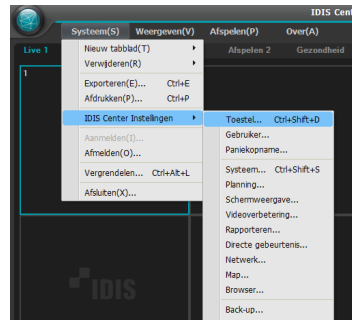 IDIS Cent
Systeem(S) Weergeven(V) Afspelen(P) Over(A)
Live 1 Nieuw tabblad(T) Afspelen 2 Gezondheid
Verwijderen(R)
1
Exporteren(E)... Ctrl+E
Afdrukken(P)... Ctrl+P
IDIS Center Instellingen
Aanmelden(I)...
Afmelden(O)...
Vergrendelen... Ctrl+Alt+L
Afsluiten(X)...
Toestel... Ctrl+Shift+D
Gebruiker...
Paniekopname...
Systeem... Ctrl+Shift+S
Planning...
Schermweergave...
Videoverbetering...
Rapporteren...
Directe gebeurtenis...
Netwerk...
Map...
Browser...
Back-up...
IDIS